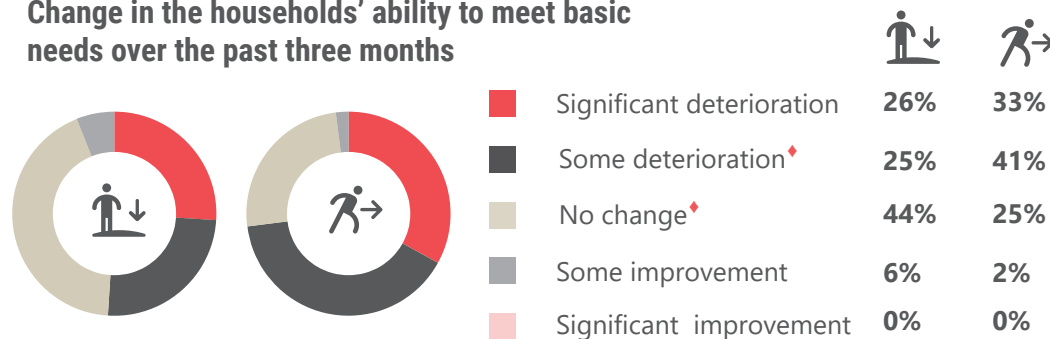 Change in the households’ ability to meet basic
needs over the past three months
Significant deterioration 26% 33%
Some deterioration♦ 25% 41%
No change♦ 44% 25%
Some improvement 6% 2%
Significant improvement 0% 0%